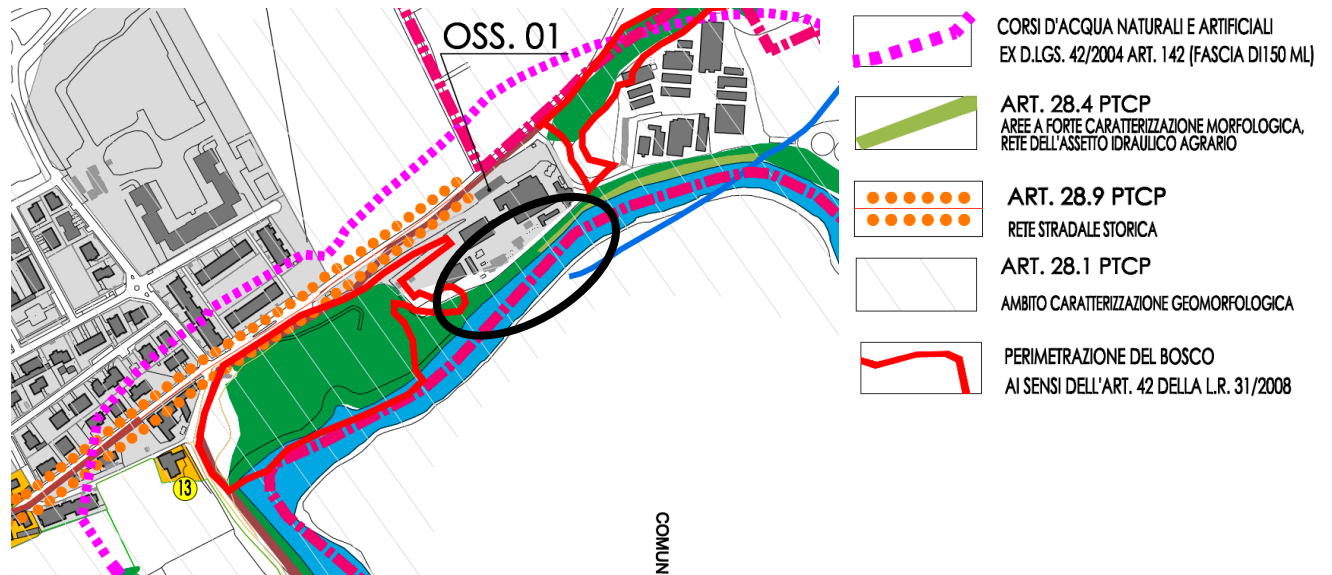 OSS. 01
13
COMUN
CORSI D'ACQUA NATURALI E ARTIFICIALI
EX D.LGS. 42/2004 ART. 142 (FASCIA DI150 ML)
ART. 28.4 PTCP
AREE A FORTE CARATTERIZZAZIONE MORFOLOGICA,
RETE DELL'ASSETTO IDRAULICO AGRARIO
ART. 28.9 PTCP
RETE STRADALE STORICA
ART. 28.1 PTCP
AMBITO CARATTERIZZAZIONE GEOMORFOLOGICA
PERIMETRAZIONE DEL BOSCO
AI SENSI DELL'ART. 42 DELLA L.R. 31/2008